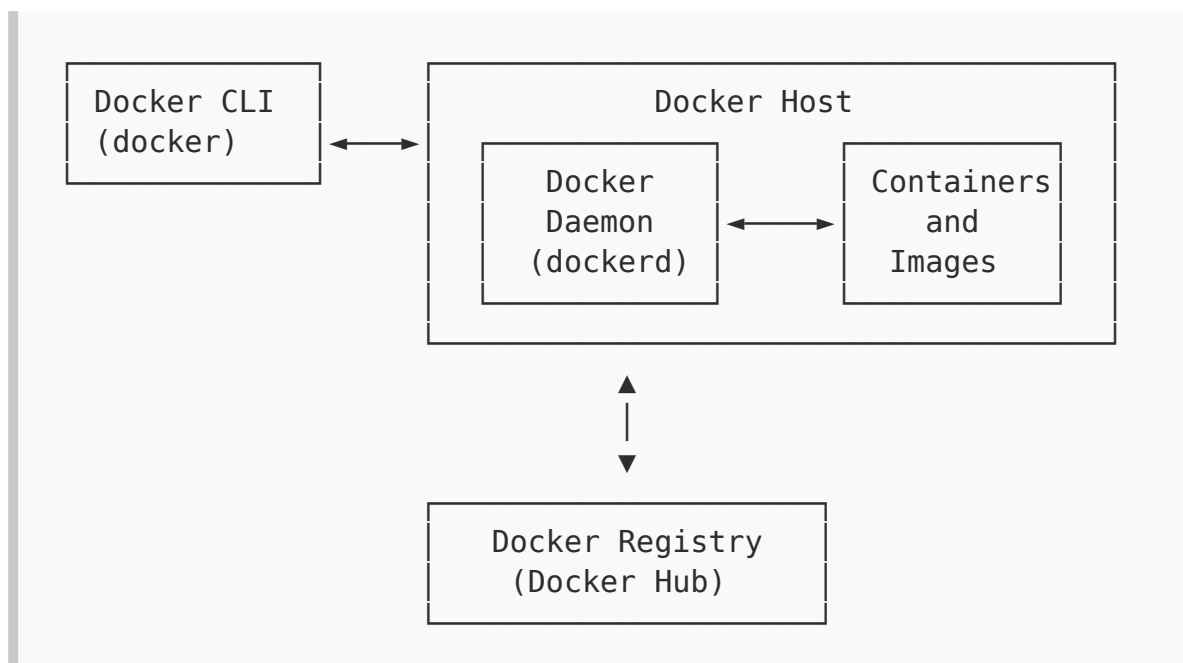 Docker CLI
(docker)
Docker Host
Docker
Daemon
(dockerd)
Containers
and
Images
Docker Registry
(Docker Hub)